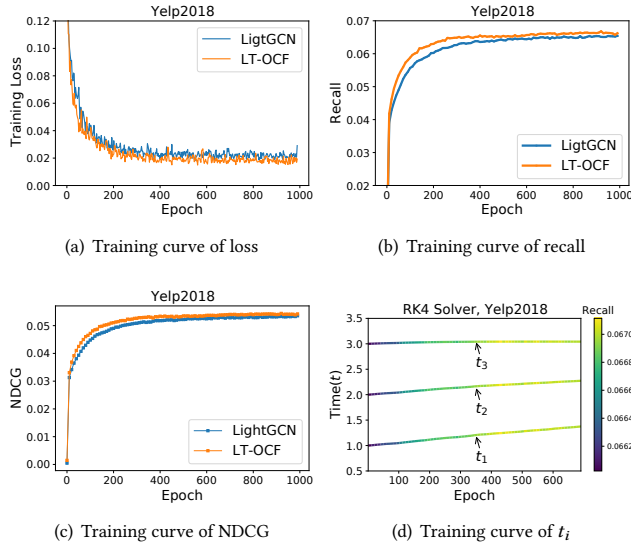 Yelp2018
Training Loss
0.12
0.10
0.08
0.06
0.04
0.02
0.00
LigtGCN
LT-OCF
0 200 400 600 800 1000
Epoch
(a) Training curve of loss
Yelp2018
Recall
0.07
0.06
0.05
0.04
0.03
0.02
LigtGCN
LT-OCF
0 200 400 600 800 1000
Epoch
(b) Training curve of recall
Yelp2018
NDCG
0.05
0.04
0.03
0.02
0.01
0.00
LightGCN
LT-OCF
0 200 400 600 800 1000
Epoch
(c) Training curve of NDCG
RK4 Solver, Yelp2018
Recall
Time(t)
3.5
3.0
2.5
2.0
1.5
1.0
0.5
t3
t2
t1
0.0670
0.0668
0.0666
0.0664
0.0662
100 200 300 400 500 600
Epoch
(d) Training curve of ti